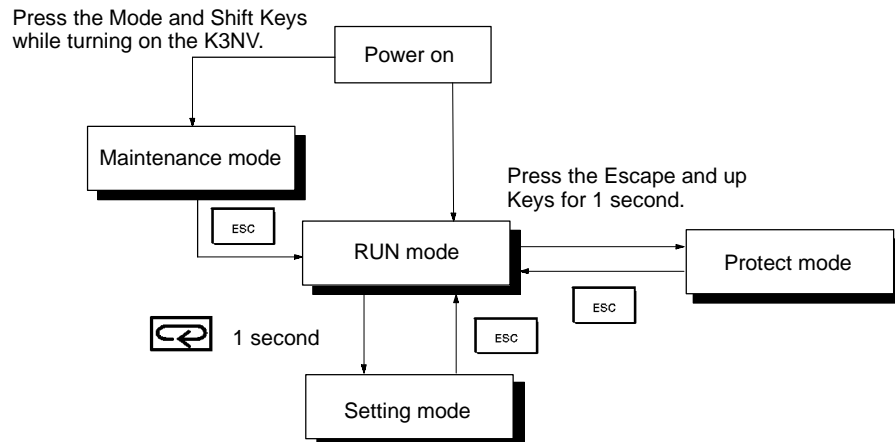 Press the Mode and Shift Keys
while turning on the K3NV.
Power on
Maintenance mode
Press the Escape and up
Keys for 1 second.
ESC
RUN mode
Protect mode
ESC
1 second
ESC
Setting mode